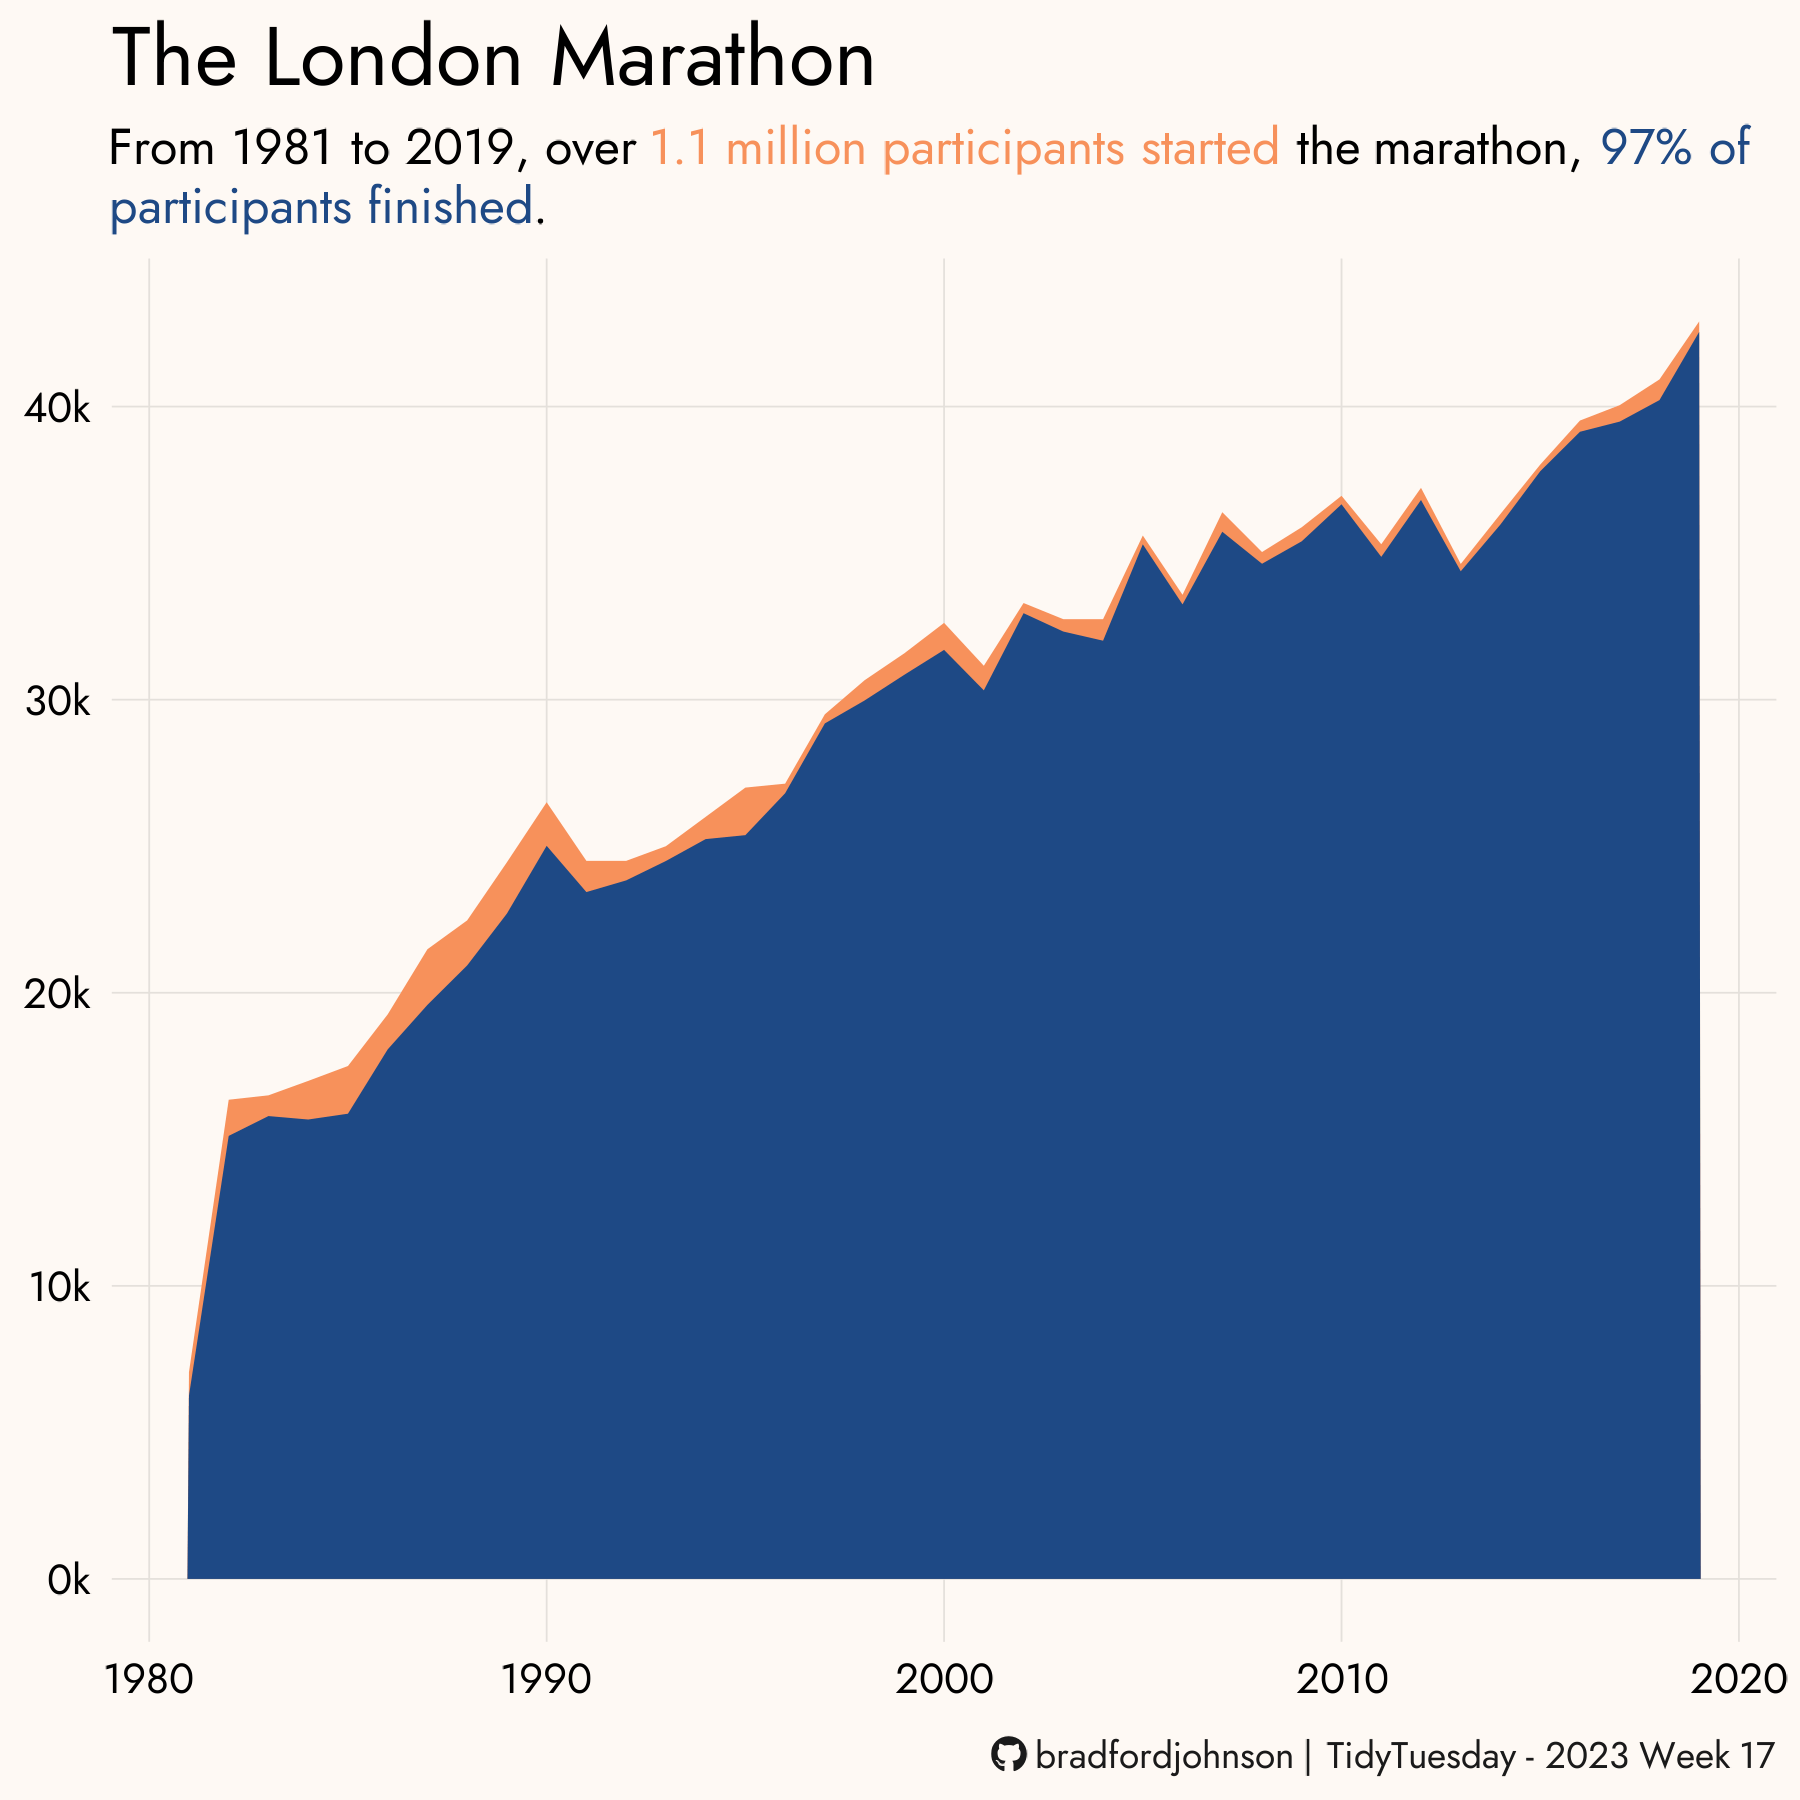 The London Marathon
From 1981 to 2019, over 1.1 million participants started the marathon, 97% of
participants finished.
40k
30k
20k
10k
0k
1980 1990 2000 2010 2020
bradfordjohnson | TidyTuesday - 2023 Week 17